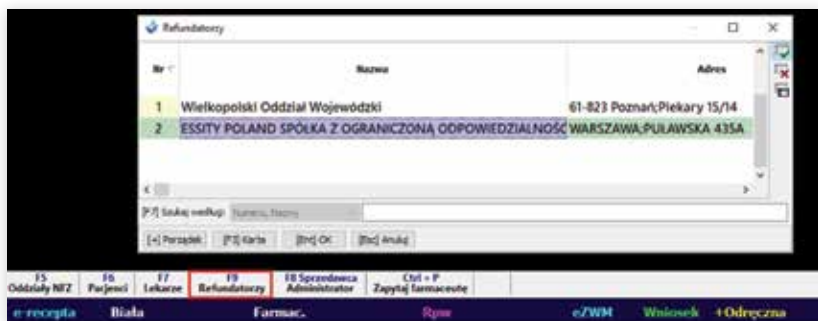 Refundatorzy
Nr Nazwa Adres
1 Wielkopolski Oddział Wojewódzki 61-823 Poznań;Piekary 15/14
2 ESSITY POLAND SPÓŁKA Z OGRANICZONĄ ODPOWIEDZIALNOŚC WARSZAWA;PUŁAWSKA 435A
[F7] Szukaj według: Numeru, Nazwy
[+] Porządek [F3] Karta [Ent] OK [Esc] Anuluj
F5 F6 F7 F9 F8 Sprzedawca Ctrl + P
Oddziały NFZ Pacjenci Lekarze Refundatorzy Administrator Zapytaj farmaceutę
e-recepta Biała Farmac. Rpw eZWM Wniosek +Odręczna